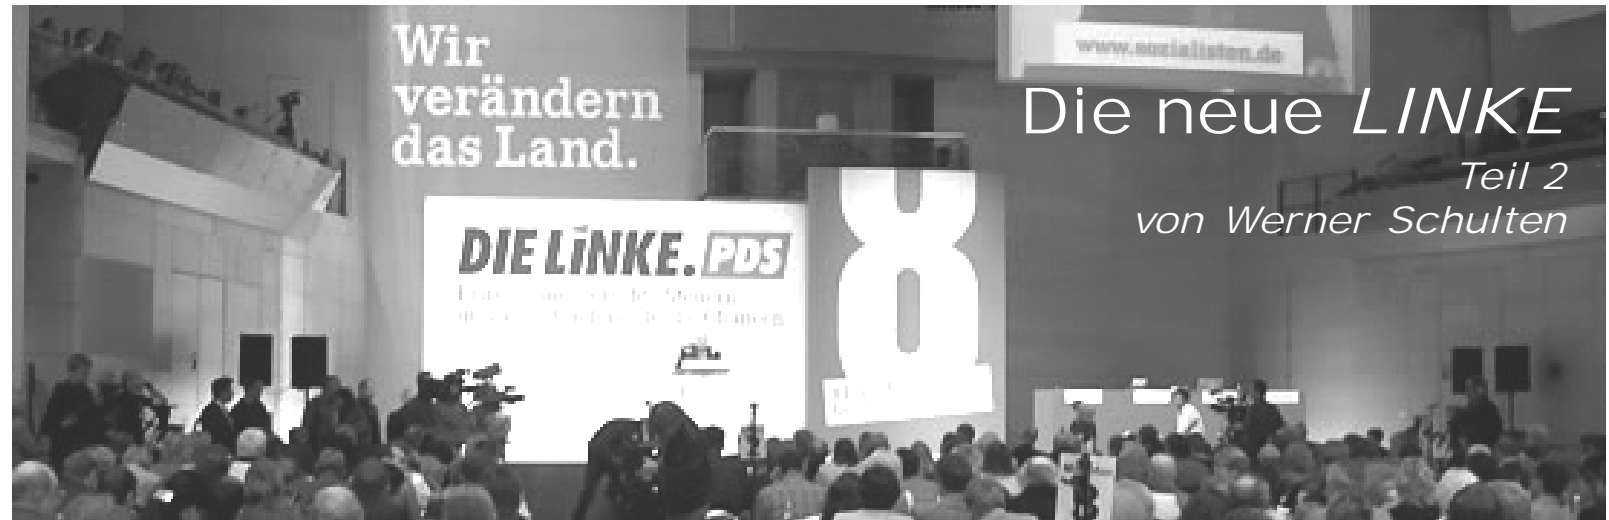 Wir
verändern
das Land.
www.sozialisten.de
Die neue LINKE
Teil 2
von Werner Schulten
DIE LiNKE.PDS
8